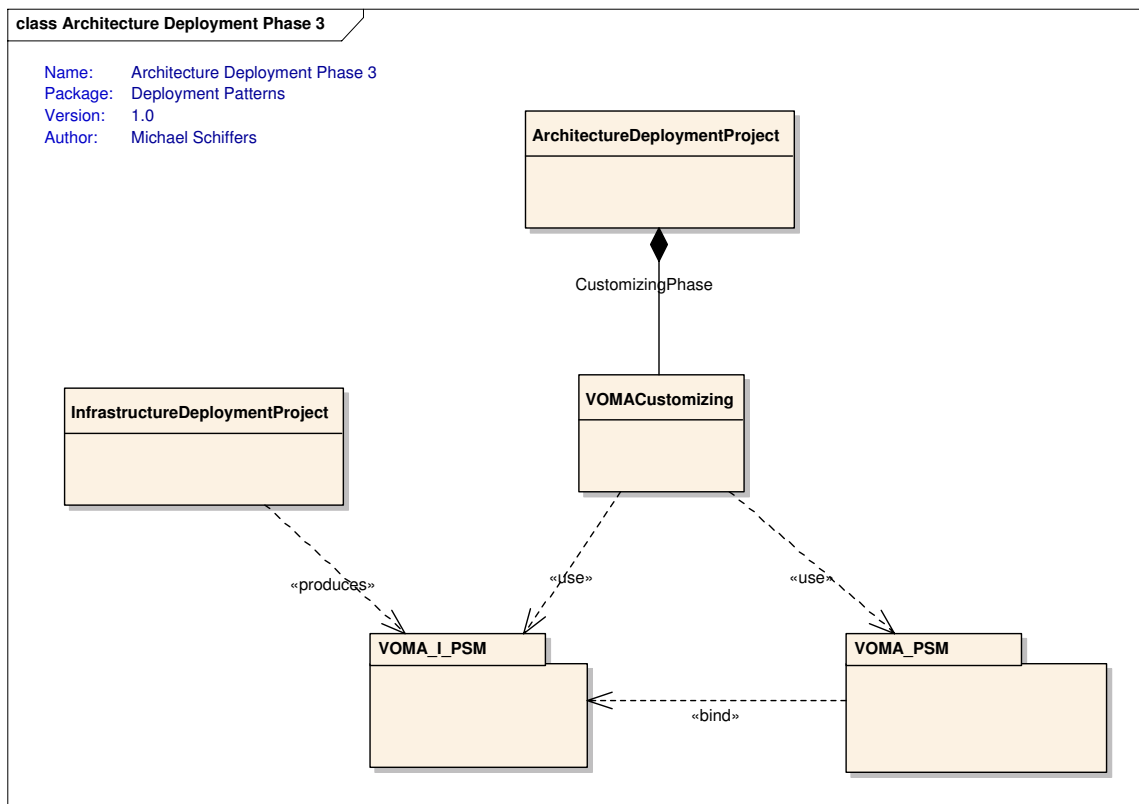 class Architecture Deployment Phase 3
Name: Architecture Deployment Phase 3
Package: Deployment Patterns
Version: 1.0
Author: Michael Schiffers
ArchitectureDeploymentProject
CustomizingPhase
InfrastructureDeploymentProject
VOMACustomizing
«produces»
«use»
«use»
VOMA_I_PSM
VOMA_PSM
«bind»